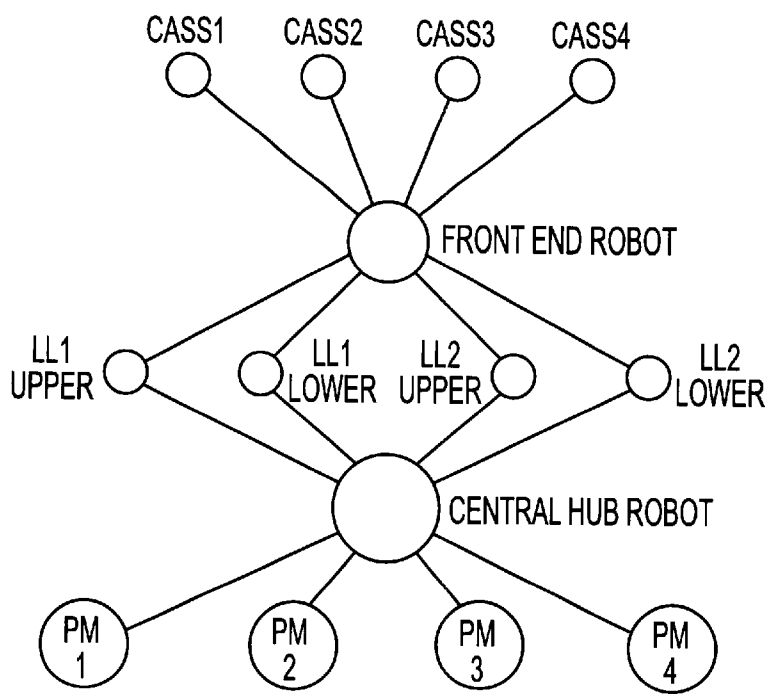 CASS1
CASS2
CASS3
CASS4
FRONT END ROBOT
LL1
UPPER
LL1
LOWER
LL2
UPPER
LL2
LOWER
CENTRAL HUB ROBOT
PM
1
PM
2
PM
3
PM
4